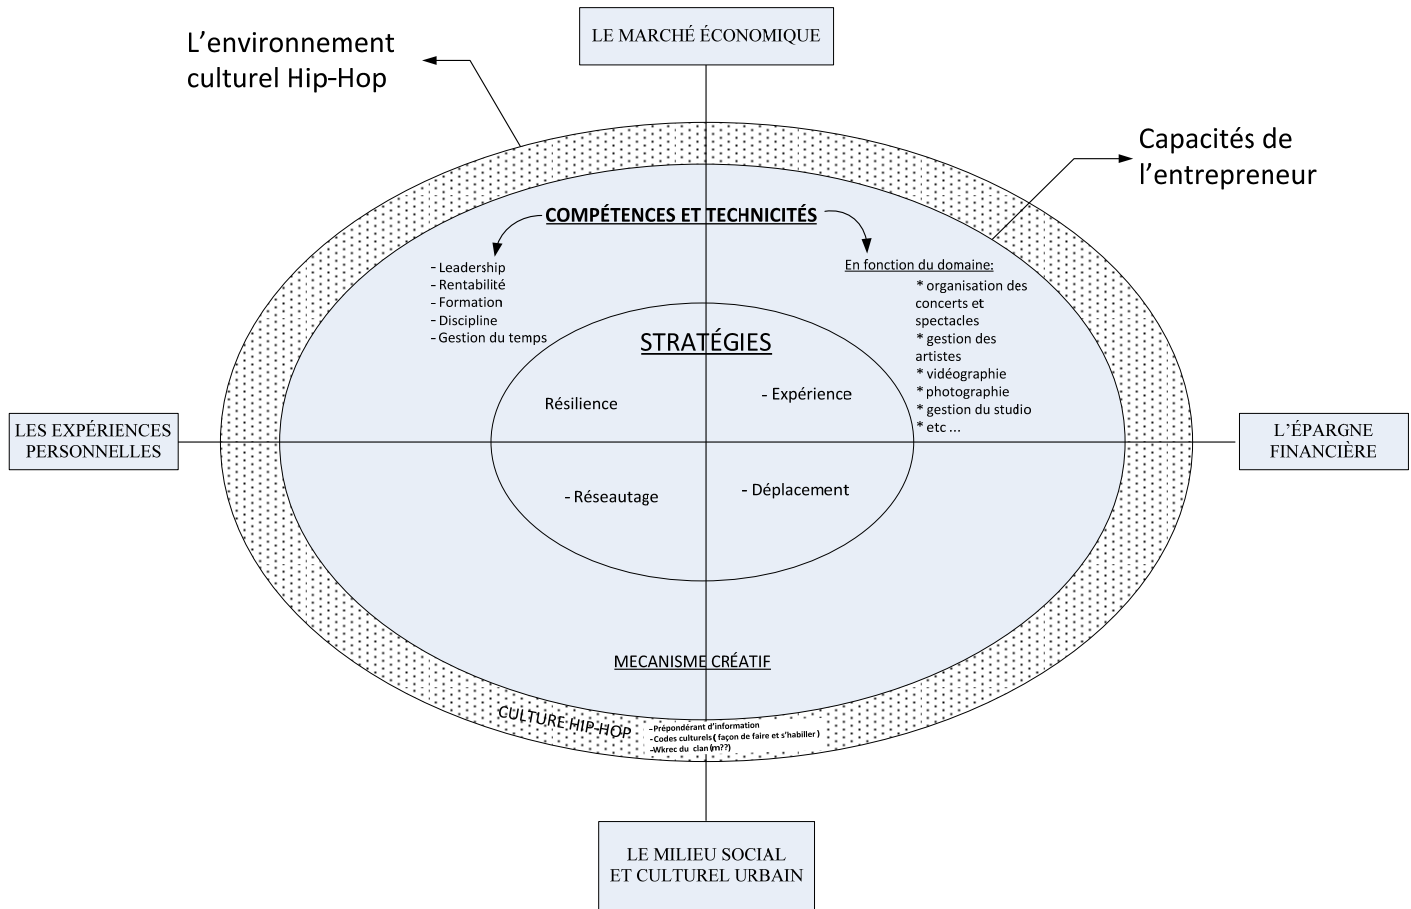 LE MARCHÉ ÉCONOMIQUE
L’environnement
culturel Hip-Hop
Capacités de
l’entrepreneur
COMPÉTENCES ET TECHNICITÉS
- Leadership
- Rentabilité
- Formation
- Discipline
- Gestion du temps
En fonction du domaine:
* organisation des
concerts et
spectacles
* gestion des
artistes
* vidéographie
* photographie
* gestion du studio
* etc ...
STRATÉGIES
Résilience
- Expérience
- Réseautage
- Déplacement
LES EXPÉRIENCES
PERSONNELLES
L’ÉPARGNE
FINANCIÈRE
MECANISME CRÉATIF
CULTURE HIP-HOP
-Prépondérant d’information
-Codes culturels ( façon de faire et s’habiller )
-Wkrec du clan (m??)
LE MILIEU SOCIAL
ET CULTUREL URBAIN